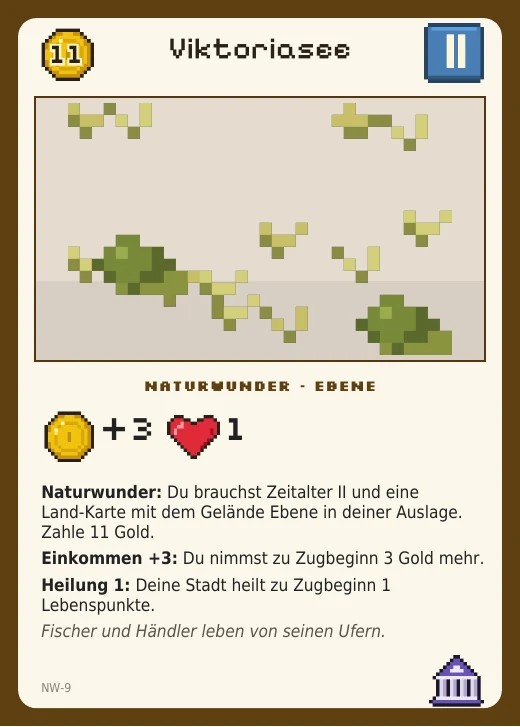 11
Viktoriasee
II
NATURWUNDER - EBENE
+3 1
Naturwunder: Du brauchst Zeitalter II und eine
Land-Karte mit dem Gelände Ebene in deiner Auslage.
Zahle 11 Gold.
Einkommen +3: Du nimmst zu Zugbeginn 3 Gold mehr.
Heilung 1: Deine Stadt heilt zu Zugbeginn 1
Lebenspunkte.
Fischer und Händler leben von seinen Ufern.
NW-9